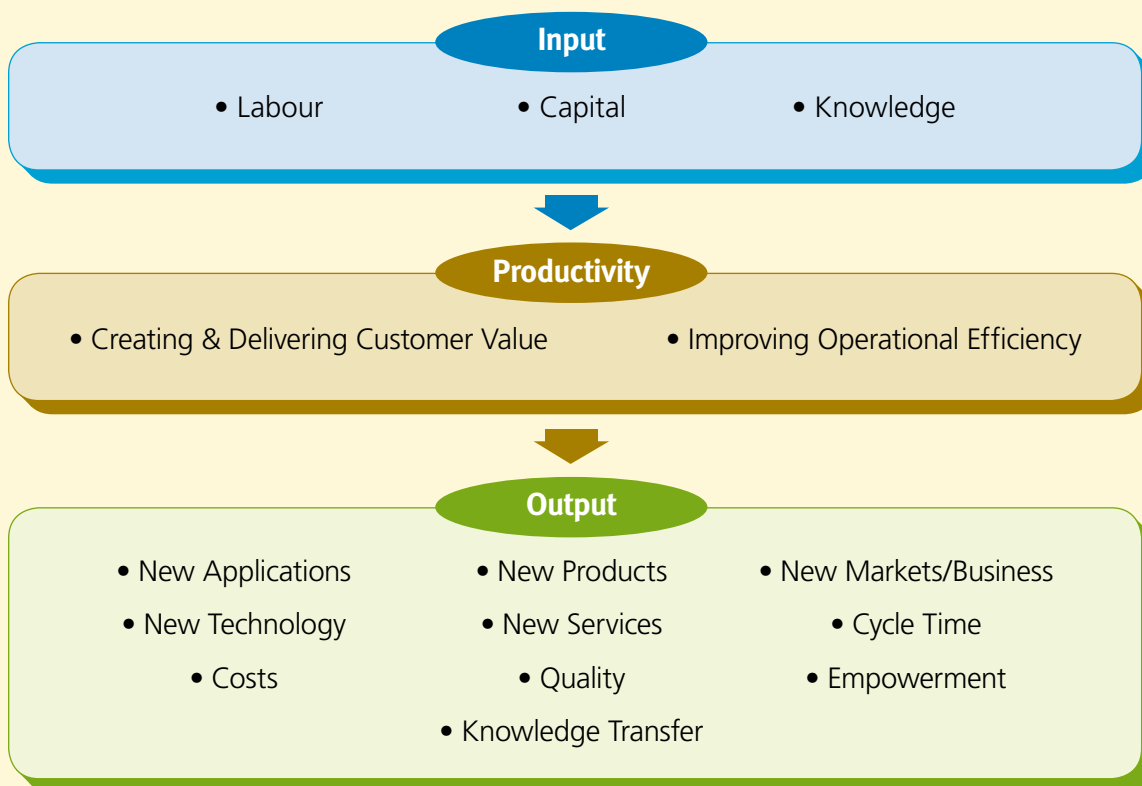 Input
• Labour • Capital • Knowledge
Productivity
• Creating & Delivering Customer Value • Improving Operational Efficiency
Output
• New Applications • New Products • New Markets/Business
• New Technology • New Services • Cycle Time
• Costs • Quality • Empowerment
• Knowledge Transfer